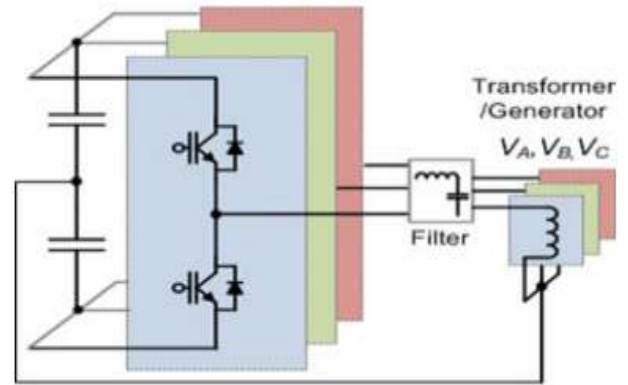 Transformer
/Generator
VA, VB, VC
Filter